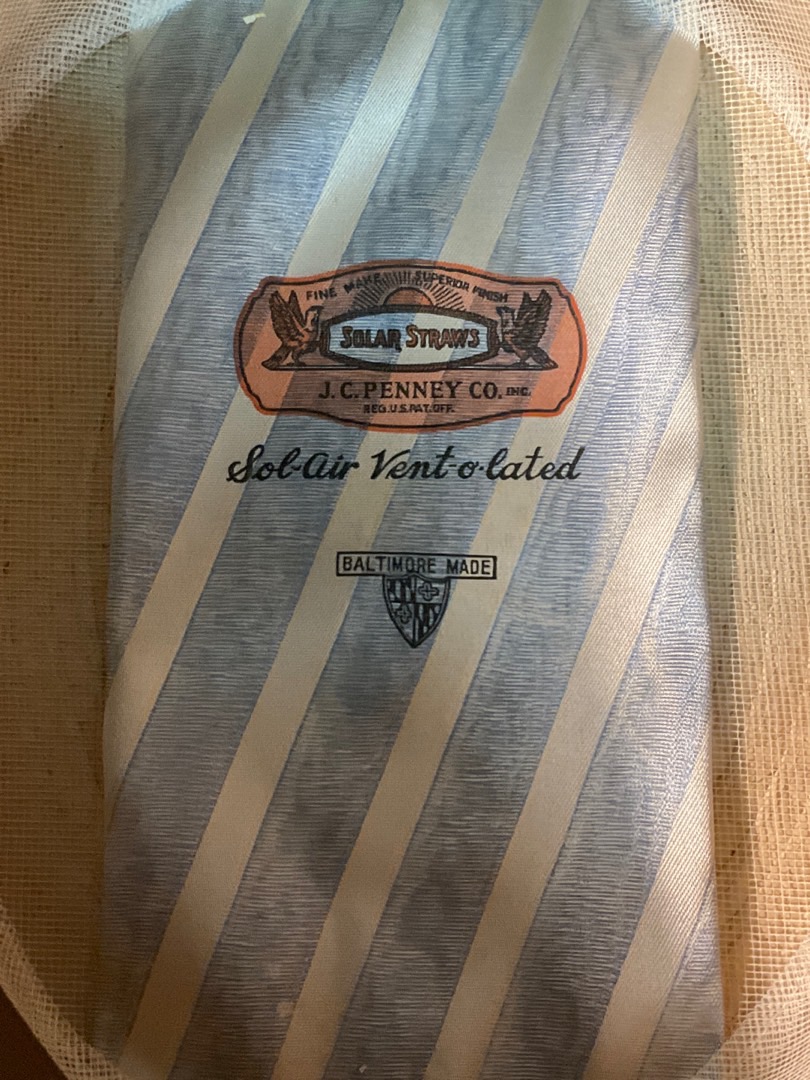 FINE MAKE SUPERIOR FINISH
SOLAR STRAWS
J.C. PENNEY CO. INC.
REG. U.S. PAT. OFF.
Sol-Air Vent-o-lated
BALTIMORE MADE